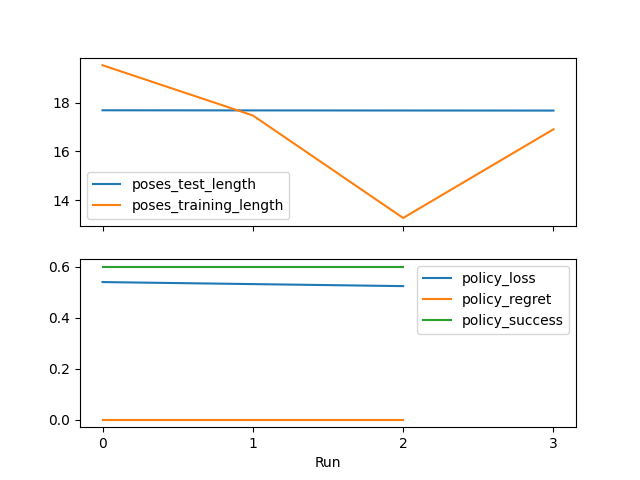 18
16
14
poses_test_length
poses_training_length
0.6
0.4
0.2
0.0
policy_loss
policy_regret
policy_success
0 1 2 3
Run